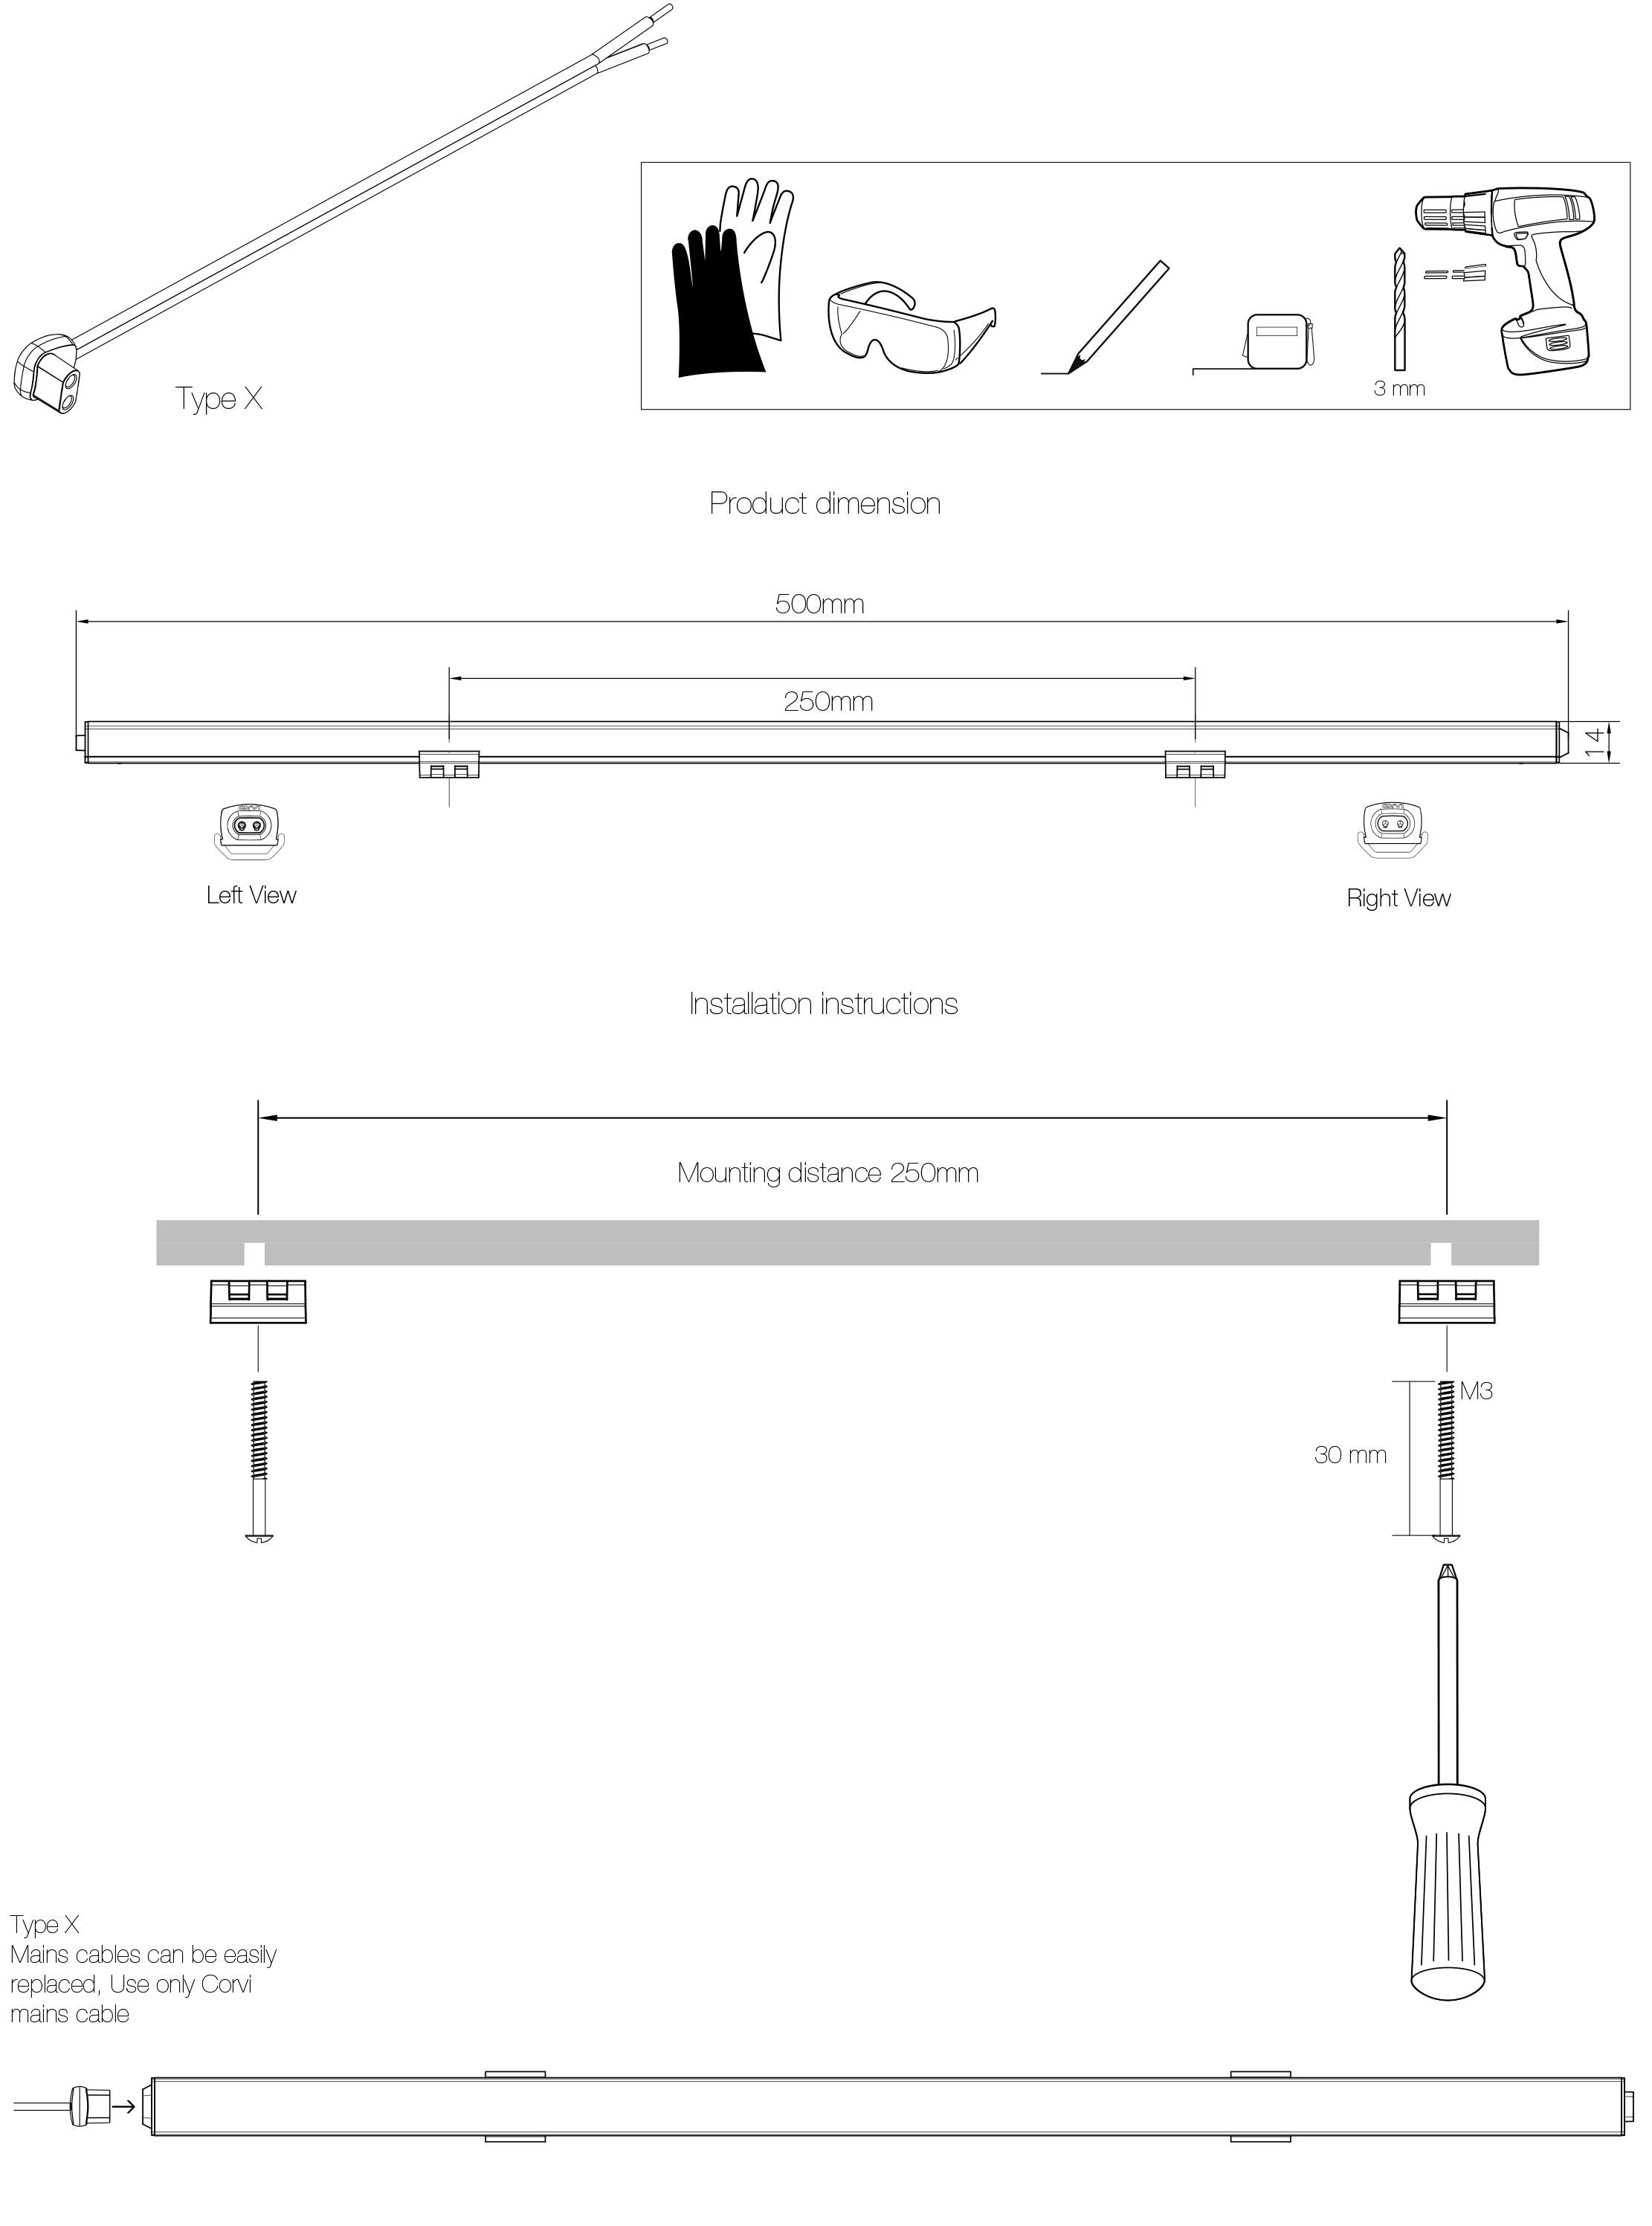 Type X
3 mm
Product dimension
500mm
250mm
14
Left View
Right View
Installation instructions
Mounting distance 250mm
M3
30 mm
Type X
Mains cables can be easily
replaced, Use only Corvi
mains cable